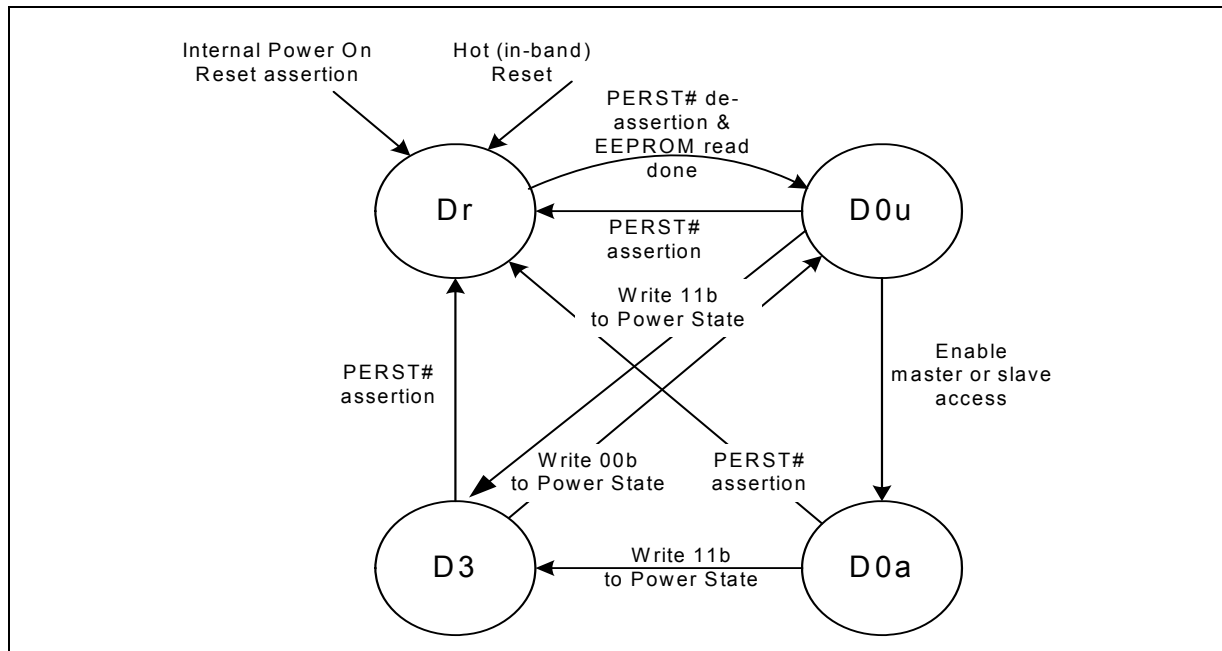 Internal Power On
Reset assertion
Hot (in-band)
Reset
PERST# de-
assertion &
EEPROM read
done
Dr
D0u
PERST#
assertion
Write 11b
to Power State
Enable
master or slave
access
PERST#
assertion
Write 00b
to Power State
PERST#
assertion
D3
Write 11b
to Power State
D0a